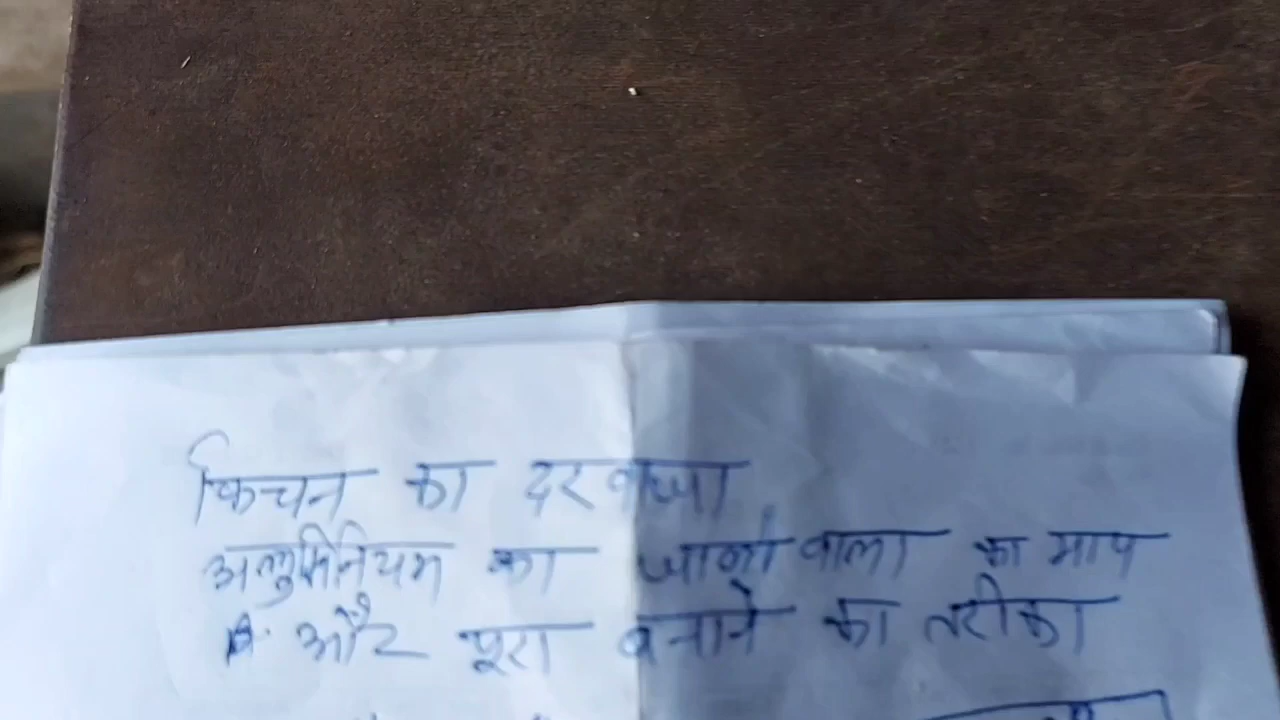 किचन का दरवाजा
अलुमिनियम का जाली वाला का माप
और पूरा बनाने का तरीका